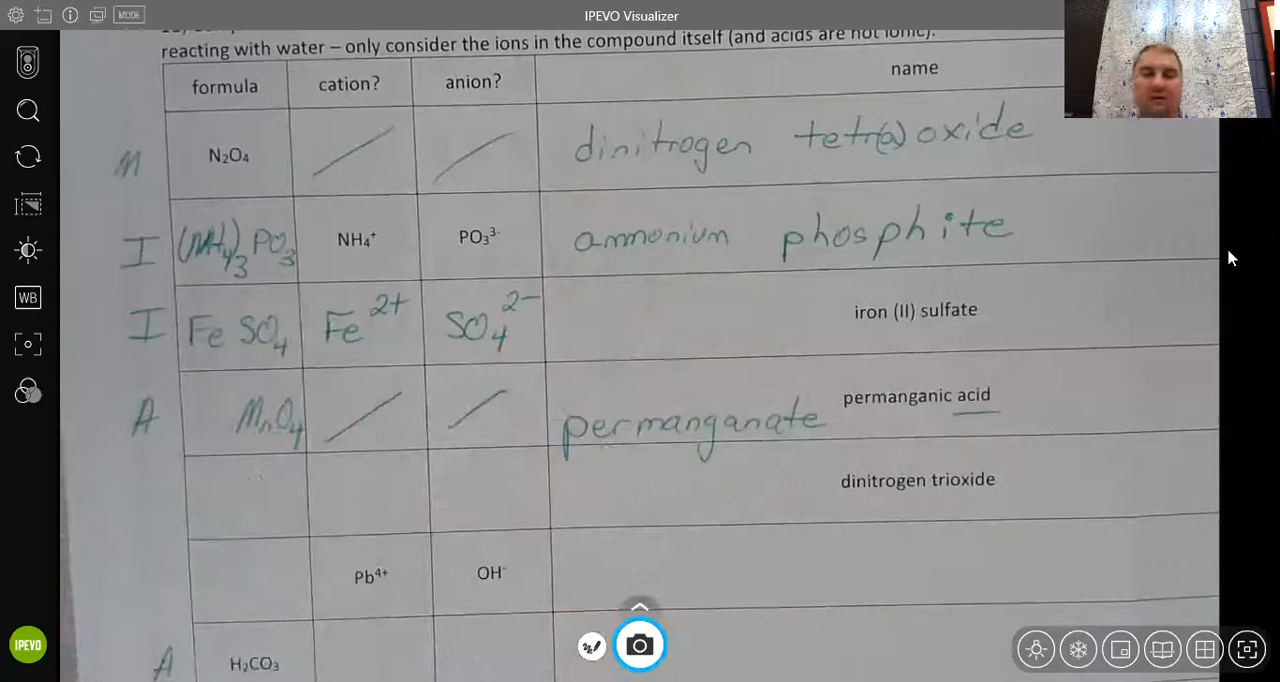 IPEVO Visualizer
MODE
reacting with water – only consider the ions in the compound itself (and acids are not ionic).
formula cation? anion? name
M N₂O₄ dinitrogen tetr(a)oxide
I (NH₄)₃PO₃ NH₄⁺ PO₃³⁻ ammonium phosphite
I FeSO₄ Fe²⁺ SO₄²⁻ iron (II) sulfate
A MnO₄ permanganate permanganic acid
dinitrogen trioxide
Pb⁴⁺ OH⁻
A H₂CO₃
WB
IPEVO